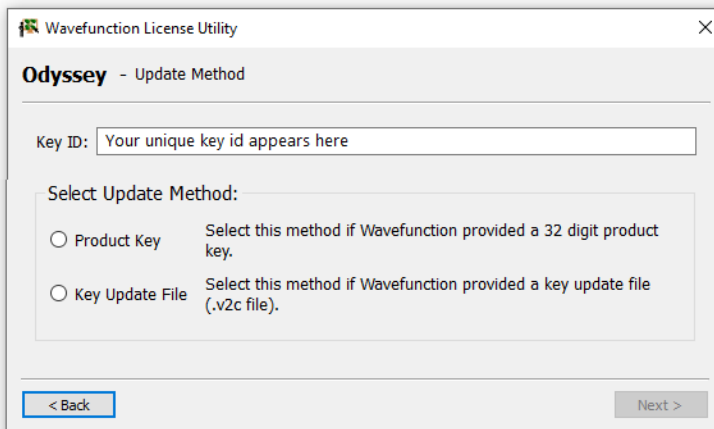 Wavefunction License Utility
Odyssey - Update Method
Key ID: Your unique key id appears here
Select Update Method:
Product Key Select this method if Wavefunction provided a 32 digit product
key.
Key Update File Select this method if Wavefunction provided a key update file
(.v2c file).
< Back Next >